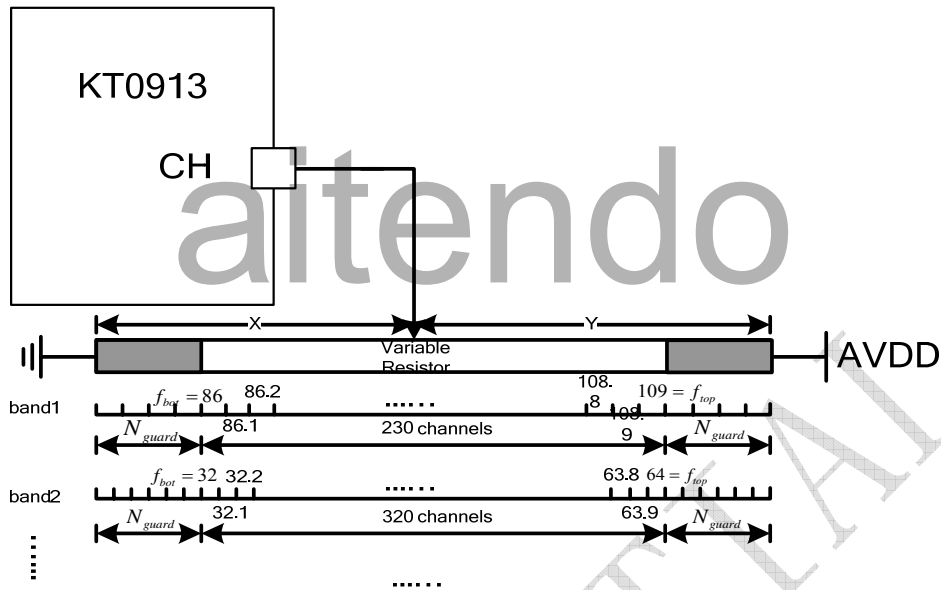 KT0913
CH
aitendo
X
Y
Variable
Resistor
AVDD
band1
f_bot = 86
86.2
86.1
......
230 channels
108.
8
108.
9
109 = f_top
N_guard
N_guard
band2
f_bot = 32
32.2
32.1
......
320 channels
63.8
63.9
64 = f_top
N_guard
N_guard
......
......